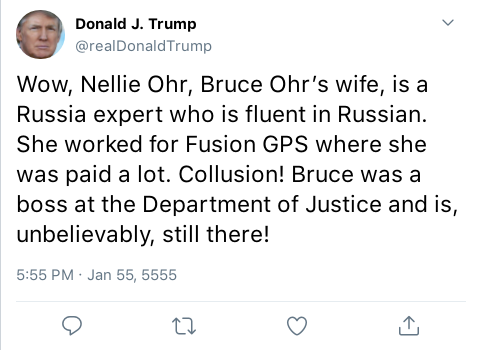 Donald J. Trump
@realDonaldTrump
Wow, Nellie Ohr, Bruce Ohr’s wife, is a
Russia expert who is fluent in Russian.
She worked for Fusion GPS where she
was paid a lot. Collusion! Bruce was a
boss at the Department of Justice and is,
unbelievably, still there!
5:55 PM · Jan 55, 5555